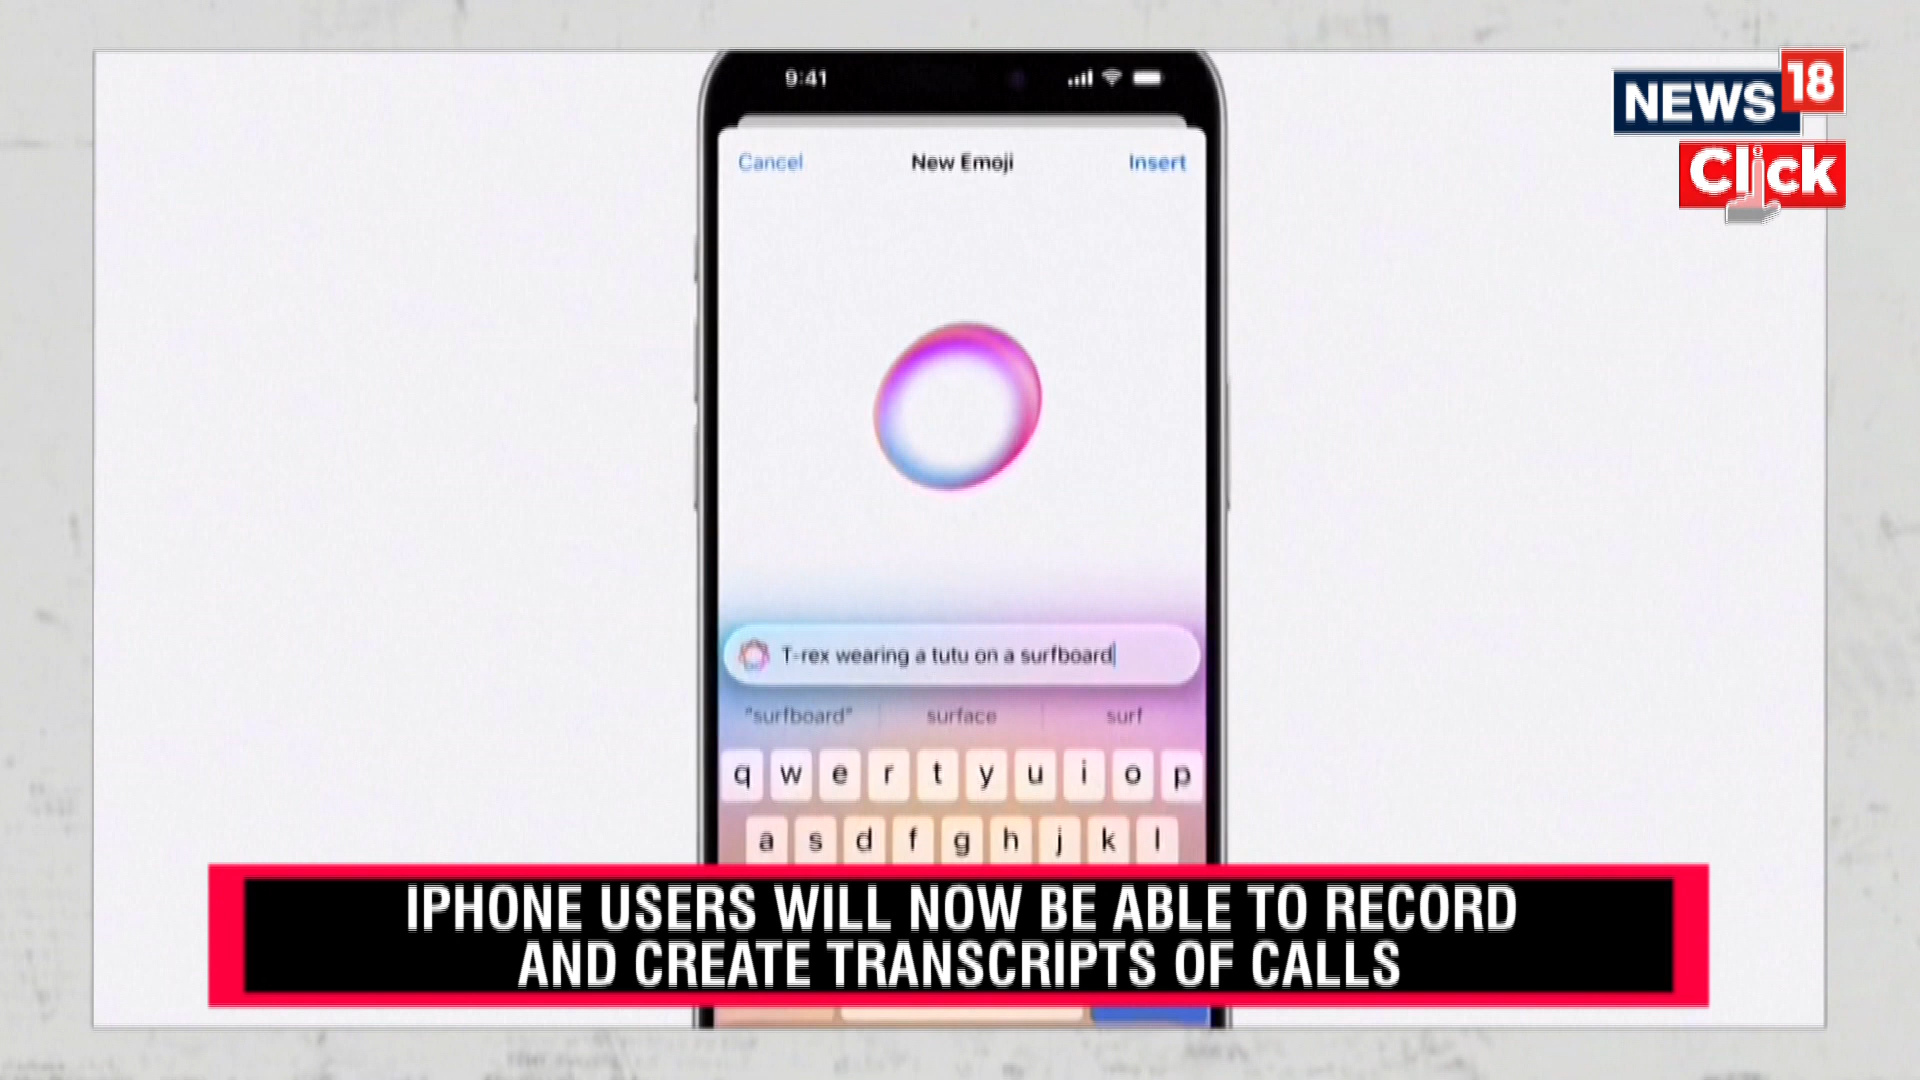 9:41
NEWS 18
Click
Cancel New Emoji Insert
T-rex wearing a tutu on a surfboard
"surfboard" surface surf
q w e r t y u i o p
a s d f g h j k l
IPHONE USERS WILL NOW BE ABLE TO RECORD
AND CREATE TRANSCRIPTS OF CALLS